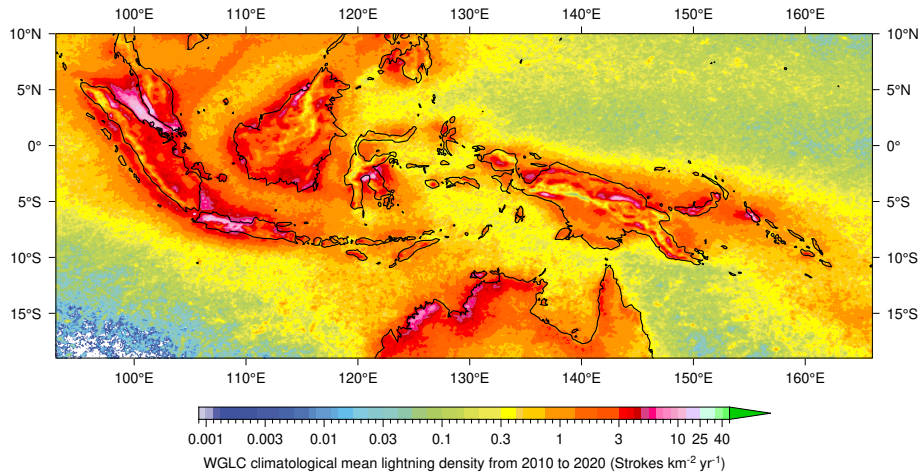 100°E 110°E 120°E 130°E 140°E 150°E 160°E
10°N 10°N
5°N 5°N
0° 0°
5°S 5°S
10°S 10°S
15°S 15°S
100°E 110°E 120°E 130°E 140°E 150°E 160°E
0.001 0.003 0.01 0.03 0.1 0.3 1 3 10 25 40
WGLC climatological mean lightning density from 2010 to 2020 (Strokes km⁻² yr⁻¹)